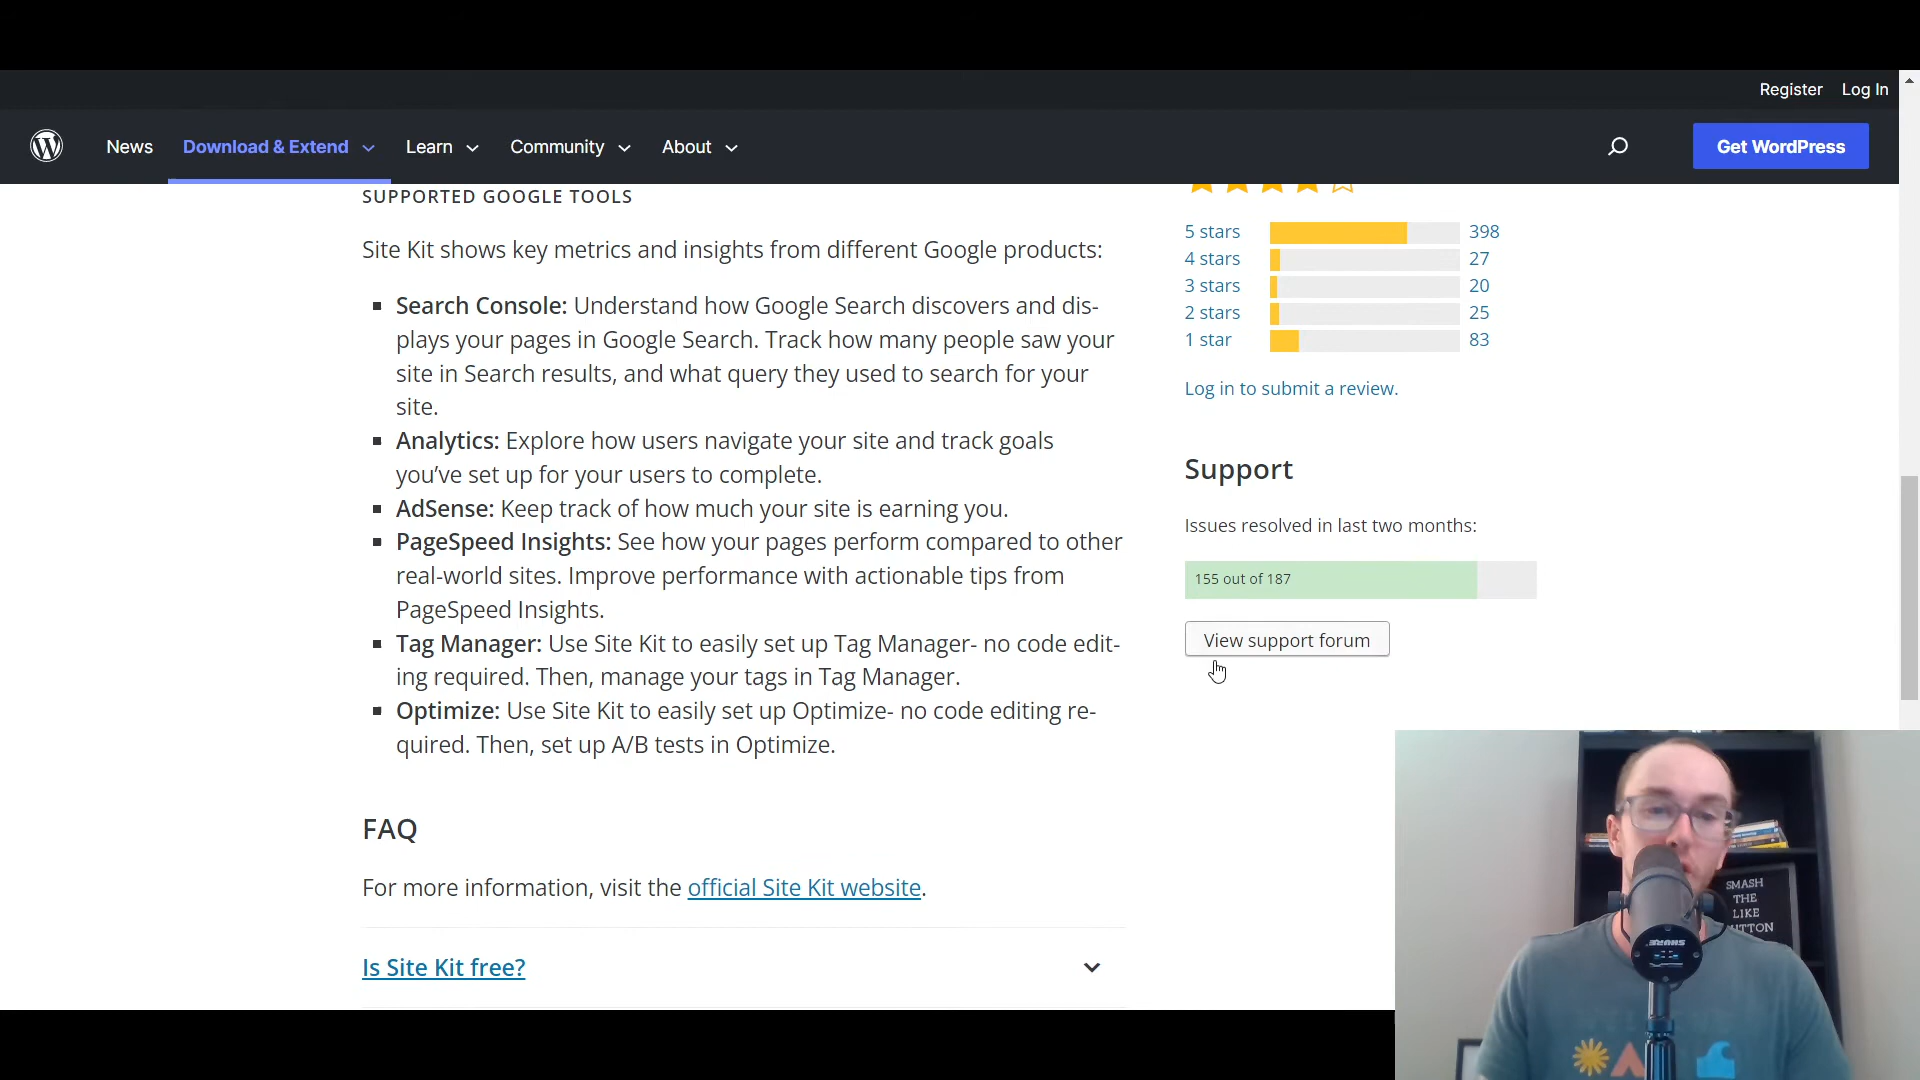 Register Log In
News Download & Extend Learn Community About Get WordPress
SUPPORTED GOOGLE TOOLS
Site Kit shows key metrics and insights from different Google products:
Search Console: Understand how Google Search discovers and dis-
plays your pages in Google Search. Track how many people saw your
site in Search results, and what query they used to search for your
site.
Analytics: Explore how users navigate your site and track goals
you’ve set up for your users to complete.
AdSense: Keep track of how much your site is earning you.
PageSpeed Insights: See how your pages perform compared to other
real-world sites. Improve performance with actionable tips from
PageSpeed Insights.
Tag Manager: Use Site Kit to easily set up Tag Manager- no code edit-
ing required. Then, manage your tags in Tag Manager.
Optimize: Use Site Kit to easily set up Optimize- no code editing re-
quired. Then, set up A/B tests in Optimize.
FAQ
For more information, visit the official Site Kit website.
Is Site Kit free?
5 stars 398
4 stars 27
3 stars 20
2 stars 25
1 star 83
Log in to submit a review.
Support
Issues resolved in last two months:
155 out of 187
View support forum
SMASH
THE
LIKE
UTTON
SHURE